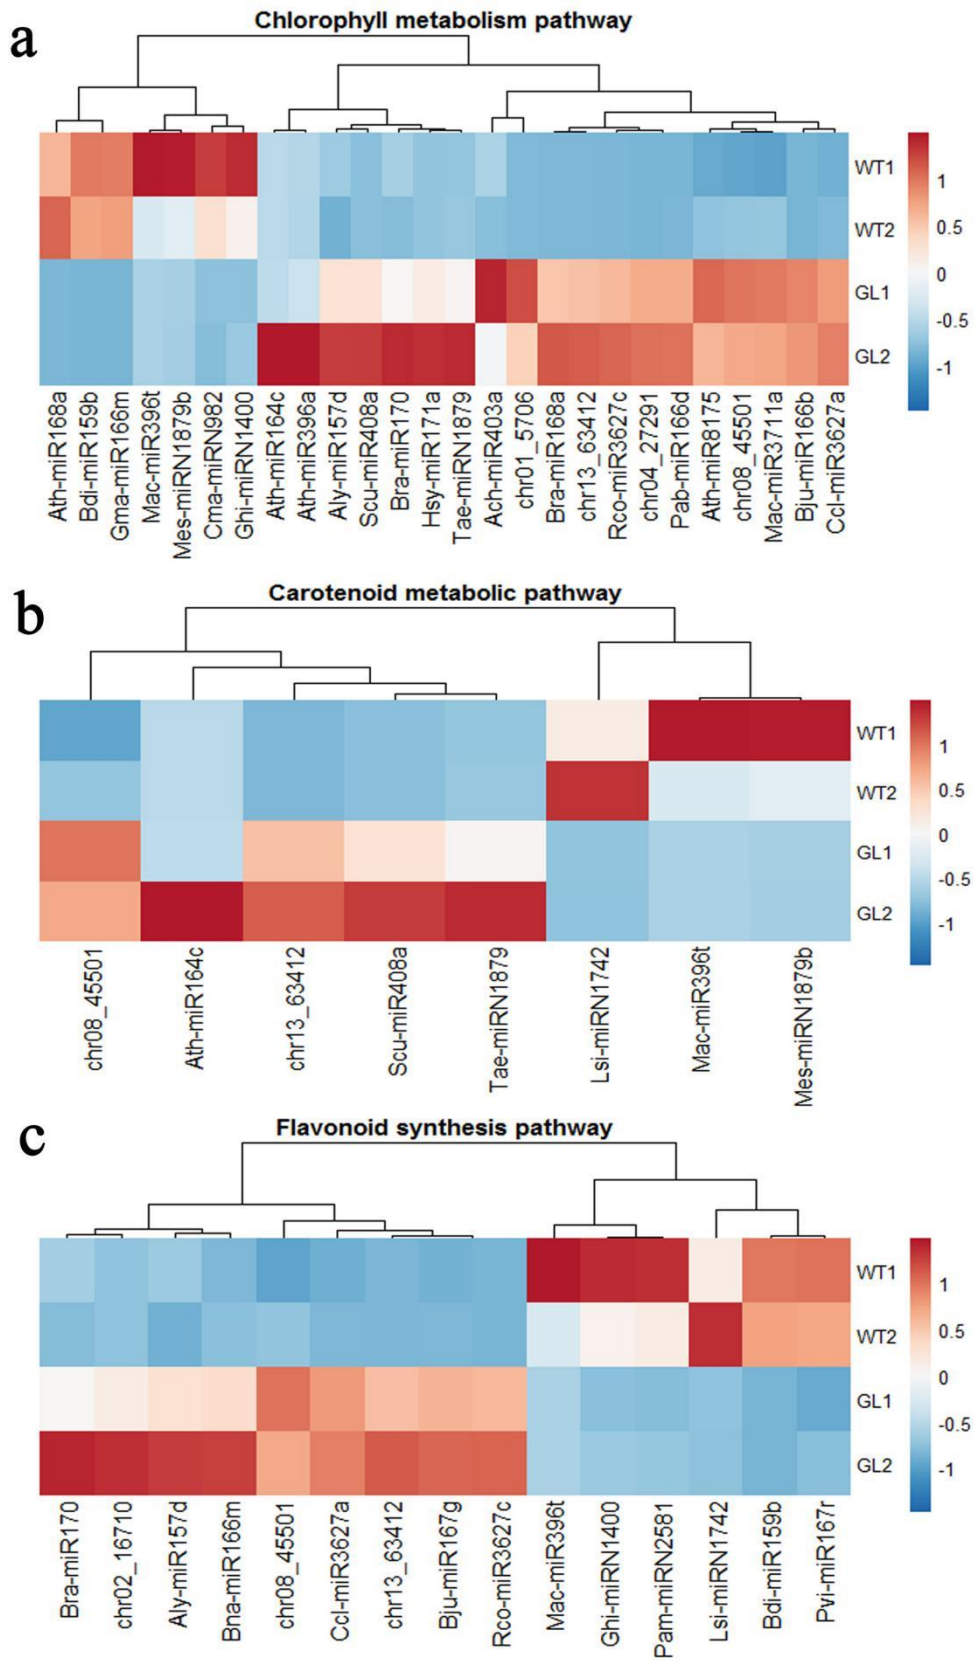 a
Chlorophyll metabolism pathway
WT1
WT2
GL1
GL2
1
0.5
0
-0.5
-1
Ath-miR168a
Bdi-miR159b
Gma-miR166m
Mac-miR396t
Mes-miRN1879b
Cma-miRN982
Ghi-miRN1400
Ath-miR164c
Ath-miR396a
Aly-miR157d
Scu-miR408a
Bra-miR170
Hsy-miR171a
Tae-miRN1879
Ach-miR403a
chr01_5706
Bra-miR168a
chr13_63412
Rco-miR3627c
chr04_27291
Pab-miR166d
Ath-miR8175
chr08_45501
Mac-miR3711a
Bju-miR166b
Ccl-miR3627a
b
Carotenoid metabolic pathway
WT1
WT2
GL1
GL2
1
0.5
0
-0.5
-1
chr08_45501
Ath-miR164c
chr13_63412
Scu-miR408a
Tae-miRN1879
Lsi-miRN1742
Mac-miR396t
Mes-miRN1879b
c
Flavonoid synthesis pathway
WT1
WT2
GL1
GL2
1
0.5
0
-0.5
-1
Bra-miR170
chr02_16710
Aly-miR157d
Bna-miR166m
chr08_45501
Ccl-miR3627a
chr13_63412
Bju-miR167g
Rco-miR3627c
Mac-miR396t
Ghi-miRN1400
Pam-miRN2581
Lsi-miRN1742
Bdi-miR159b
Pvi-miR167r